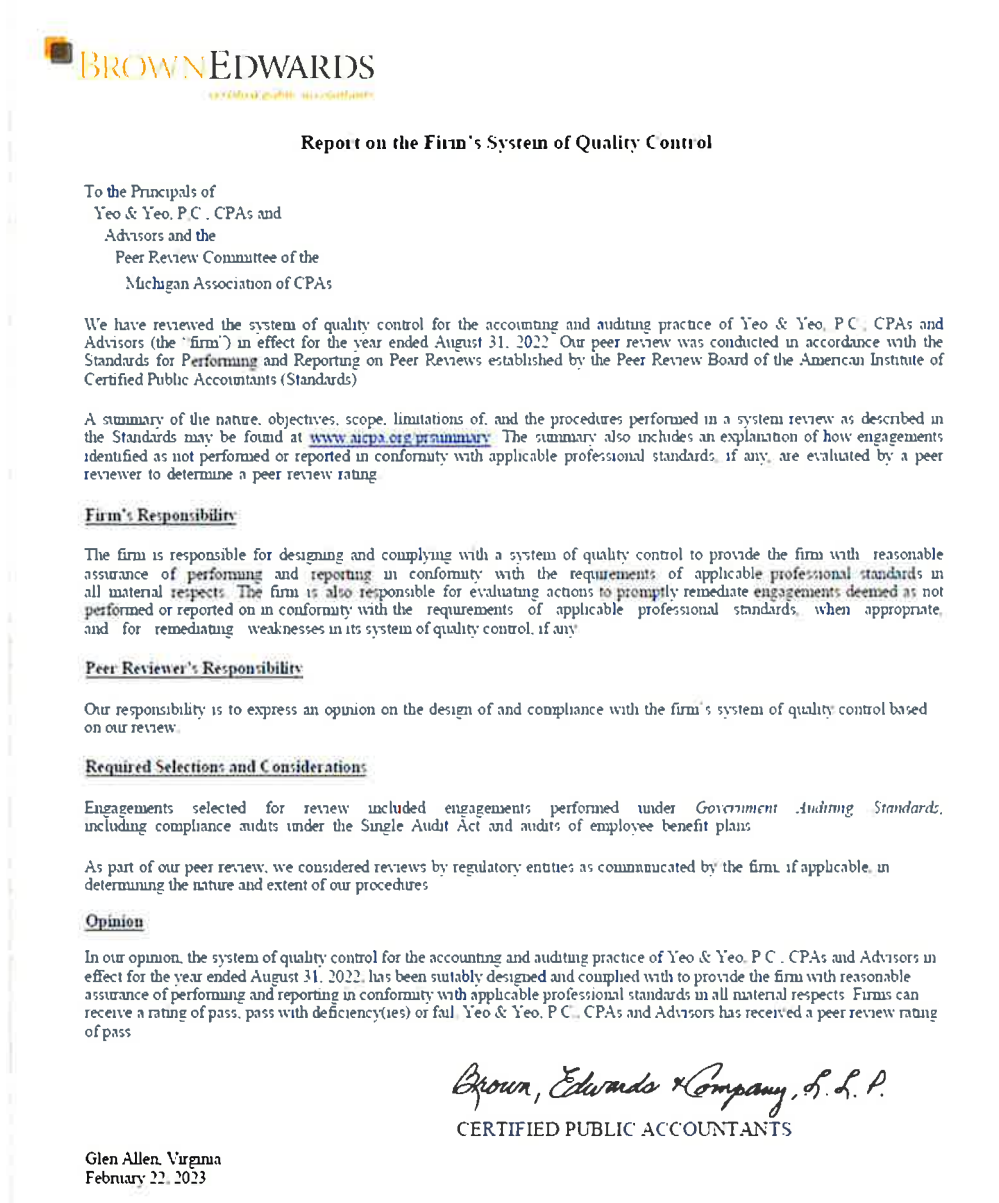 BROWNEDWARDS
certified public accountants
Report on the Firm's System of Quality Control
To the Principals of
Yeo & Yeo, P.C., CPAs and
Advisors and the
Peer Review Committee of the
Michigan Association of CPAs
We have reviewed the system of quality control for the accounting and auditing practice of Yeo & Yeo, P.C., CPAs and
Advisors (the "firm") in effect for the year ended August 31, 2022. Our peer review was conducted in accordance with the
Standards for Performing and Reporting on Peer Reviews established by the Peer Review Board of the American Institute of
Certified Public Accountants (Standards).
A summary of the nature, objectives, scope, limitations of, and the procedures performed in a system review as described in
the Standards may be found at www.aicpa.org/prsummary. The summary also includes an explanation of how engagements
identified as not performed or reported in conformity with applicable professional standards, if any, are evaluated by a peer
reviewer to determine a peer review rating.
Firm's Responsibility
The firm is responsible for designing and complying with a system of quality control to provide the firm with reasonable
assurance of performing and reporting in conformity with the requirements of applicable professional standards in
all material respects. The firm is also responsible for evaluating actions to promptly remediate engagements deemed as not
performed or reported on in conformity with the requirements of applicable professional standards, when appropriate,
and for remediating weaknesses in its system of quality control, if any.
Peer Reviewer's Responsibility
Our responsibility is to express an opinion on the design of and compliance with the firm's system of quality control based
on our review.
Required Selections and Considerations
Engagements selected for review included engagements performed under Government Auditing Standards,
including compliance audits under the Single Audit Act and audits of employee benefit plans.
As part of our peer review, we considered reviews by regulatory entities as communicated by the firm, if applicable, in
determining the nature and extent of our procedures.
Opinion
In our opinion, the system of quality control for the accounting and auditing practice of Yeo & Yeo, P.C., CPAs and Advisors in
effect for the year ended August 31, 2022, has been suitably designed and complied with to provide the firm with reasonable
assurance of performing and reporting in conformity with applicable professional standards in all material respects. Firms can
receive a rating of pass, pass with deficiency(ies) or fail. Yeo & Yeo, P.C., CPAs and Advisors has received a peer review rating
of pass.
Brown, Edwards & Company, L.L.P.
CERTIFIED PUBLIC ACCOUNTANTS
Glen Allen, Virginia
February 22, 2023